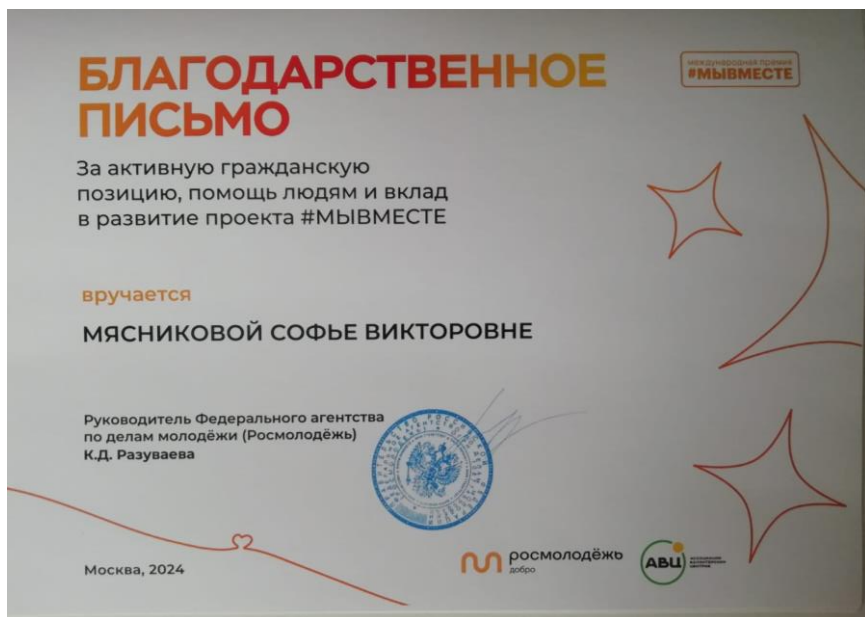 БЛАГОДАРСТВЕННОЕ
ПИСЬМО
международная премия
#МЫВМЕСТЕ
За активную гражданскую
позицию, помощь людям и вклад
в развитие проекта #МЫВМЕСТЕ
вручается
МЯСНИКОВОЙ СОФЬЕ ВИКТОРОВНЕ
Руководитель Федерального агентства
по делам молодёжи (Росмолодёжь)
К.Д. Разуваева
Москва, 2024
росмолодёжь
добро
АВЦ